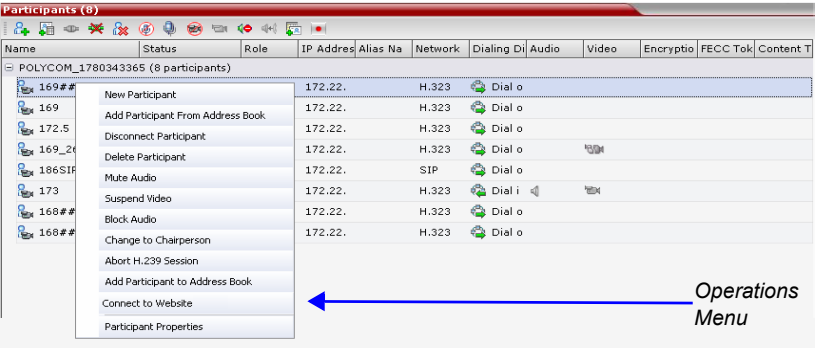 Participants (8)
Name Status Role IP Addres Alias Na Network Dialing Di Audio Video Encryptio FECC Tok Content T
POLYCOM_1780343365 (8 participants)
169## 172.22. H.323 Dial o
169 172.22. H.323 Dial o
172.5 172.22. H.323 Dial o
169_26 172.22. H.323 Dial o
186SIP 172.22. SIP Dial o
173 172.22. H.323 Dial i
168## 172.22. H.323 Dial o
168## 172.22. H.323 Dial o
New Participant
Add Participant From Address Book
Disconnect Participant
Delete Participant
Mute Audio
Suspend Video
Block Audio
Change to Chairperson
Abort H.239 Session
Add Participant to Address Book
Connect to Website
Participant Properties
Operations
Menu